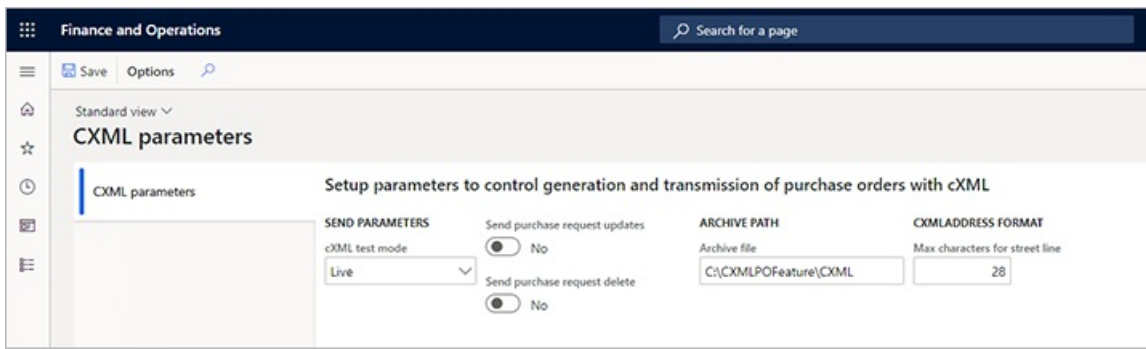 Finance and Operations
Search for a page
Save Options
Standard view
CXML parameters
CXML parameters
Setup parameters to control generation and transmission of purchase orders with cXML
SEND PARAMETERS
cXML test mode
Live
Send purchase request updates
No
Send purchase request delete
No
ARCHIVE PATH
Archive file
C:\CXMLPOFeature\CXML
CXMLADDRESS FORMAT
Max characters for street line
28